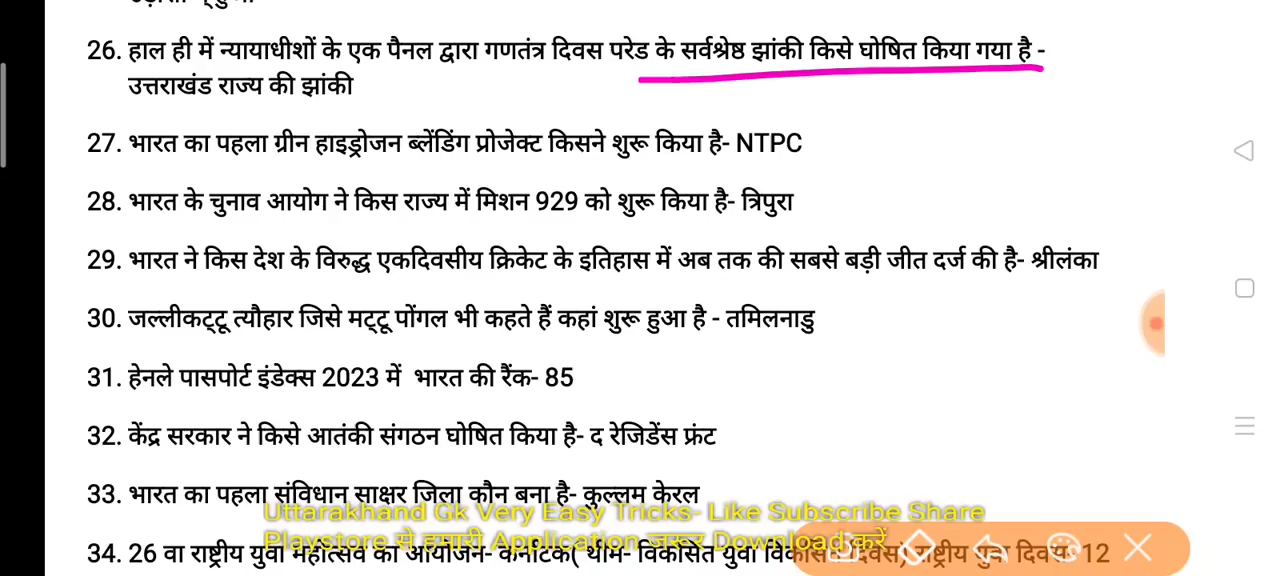 26. हाल ही में न्यायाधीशों के एक पैनल द्वारा गणतंत्र दिवस परेड के सर्वश्रेष्ठ झांकी किसे घोषित किया गया है -
उत्तराखंड राज्य की झांकी
27. भारत का पहला ग्रीन हाइड्रोजन ब्लेंडिंग प्रोजेक्ट किसने शुरू किया है- NTPC
28. भारत के चुनाव आयोग ने किस राज्य में मिशन 929 को शुरू किया है- त्रिपुरा
29. भारत ने किस देश के विरुद्ध एकदिवसीय क्रिकेट के इतिहास में अब तक की सबसे बड़ी जीत दर्ज की है- श्रीलंका
30. जल्लीकट्टू त्यौहार जिसे मट्टू पोंगल भी कहते हैं कहां शुरू हुआ है - तमिलनाडु
31. हेनले पासपोर्ट इंडेक्स 2023 में भारत की रैंक- 85
32. केंद्र सरकार ने किसे आतंकी संगठन घोषित किया है- द रेजिडेंस फ्रंट
33. भारत का पहला संविधान साक्षर जिला कौन बना है- कुल्लम केरल
Uttarakhand Gk Very Easy Tricks- Like Subscribe Share
Playstore से हमारी Application जरूर Download करें
34. 26 वा राष्ट्रीय युवा महोत्सव का आयोजन- कर्नाटक( थीम- विकसित युवा राष्ट्रीय युवा 12